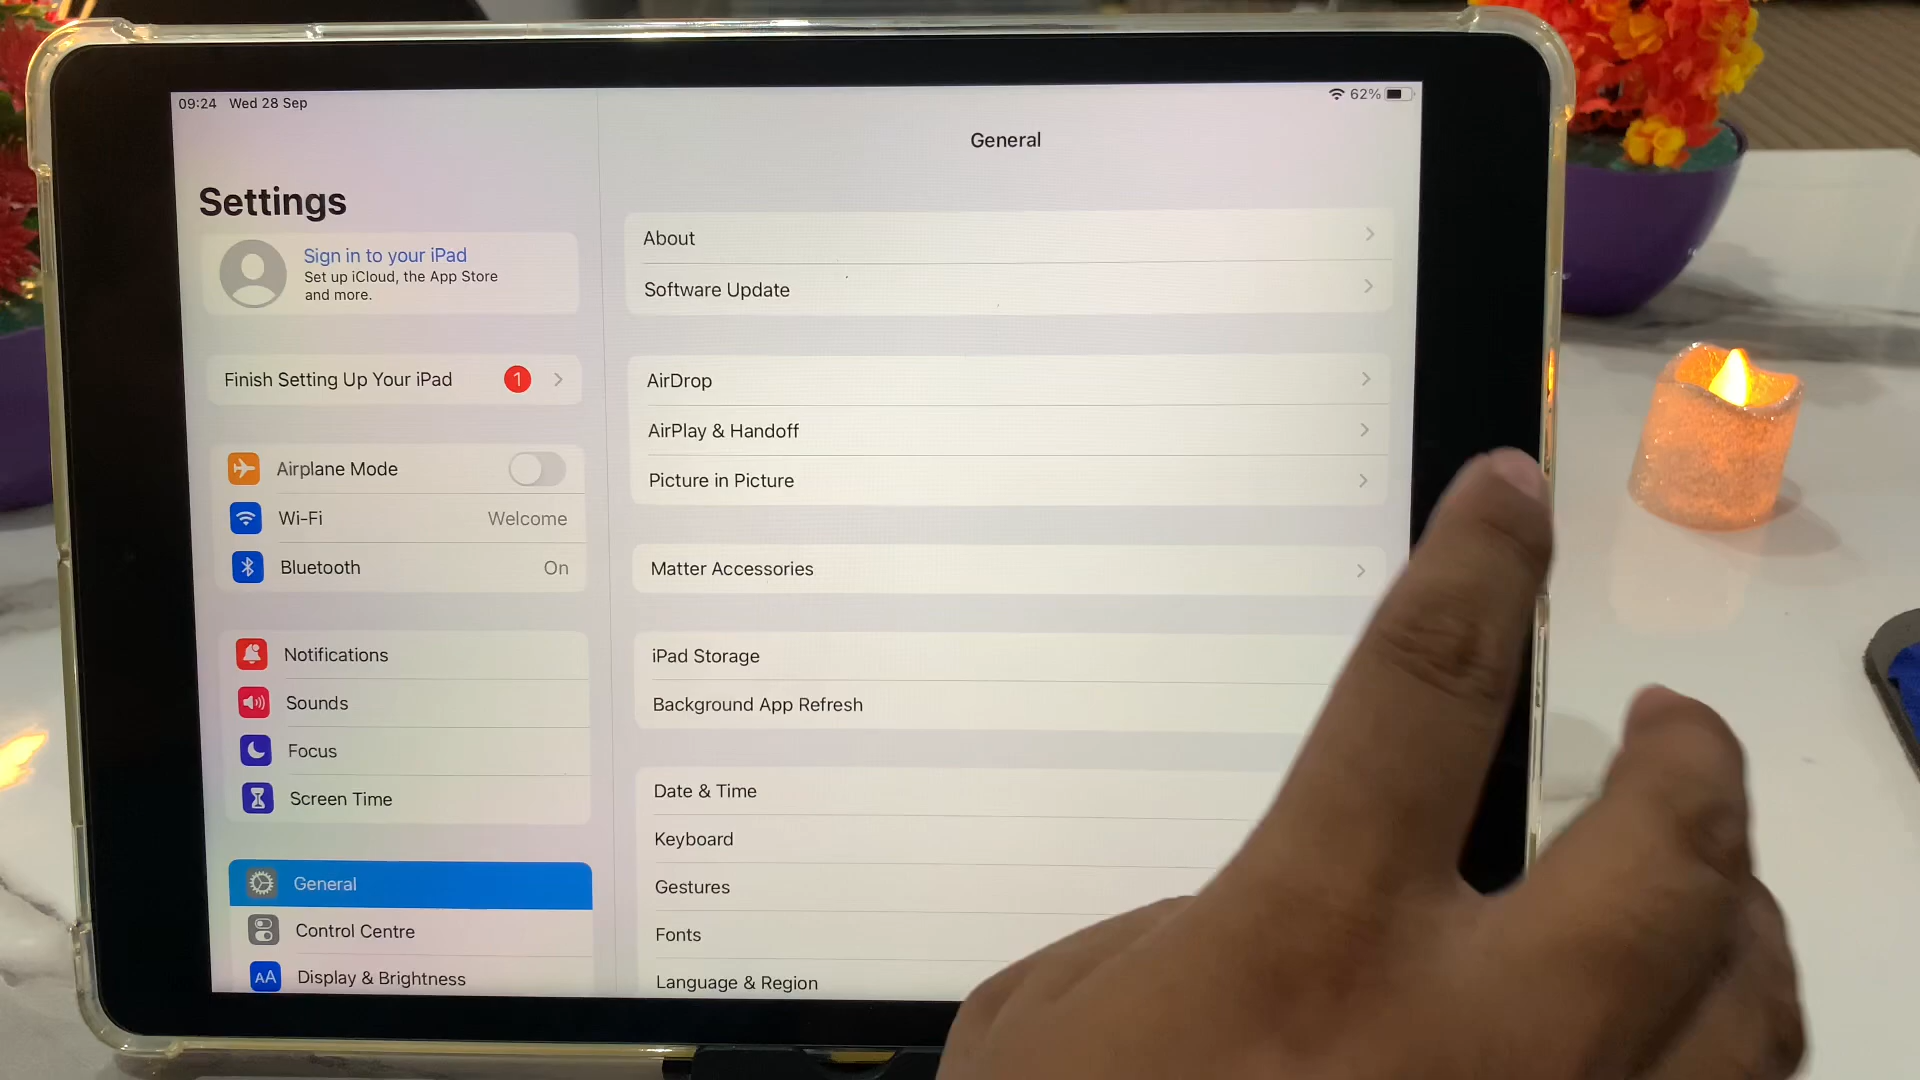 09:24 Wed 28 Sep
62%
Settings
Sign in to your iPad
Set up iCloud, the App Store
and more.
Finish Setting Up Your iPad 1
Airplane Mode
Wi-Fi Welcome
Bluetooth On
Notifications
Sounds
Focus
Screen Time
General
Control Centre
AA Display & Brightness
General
About
Software Update
AirDrop
AirPlay & Handoff
Picture in Picture
Matter Accessories
iPad Storage
Background App Refresh
Date & Time
Keyboard
Gestures
Fonts
Language & Region